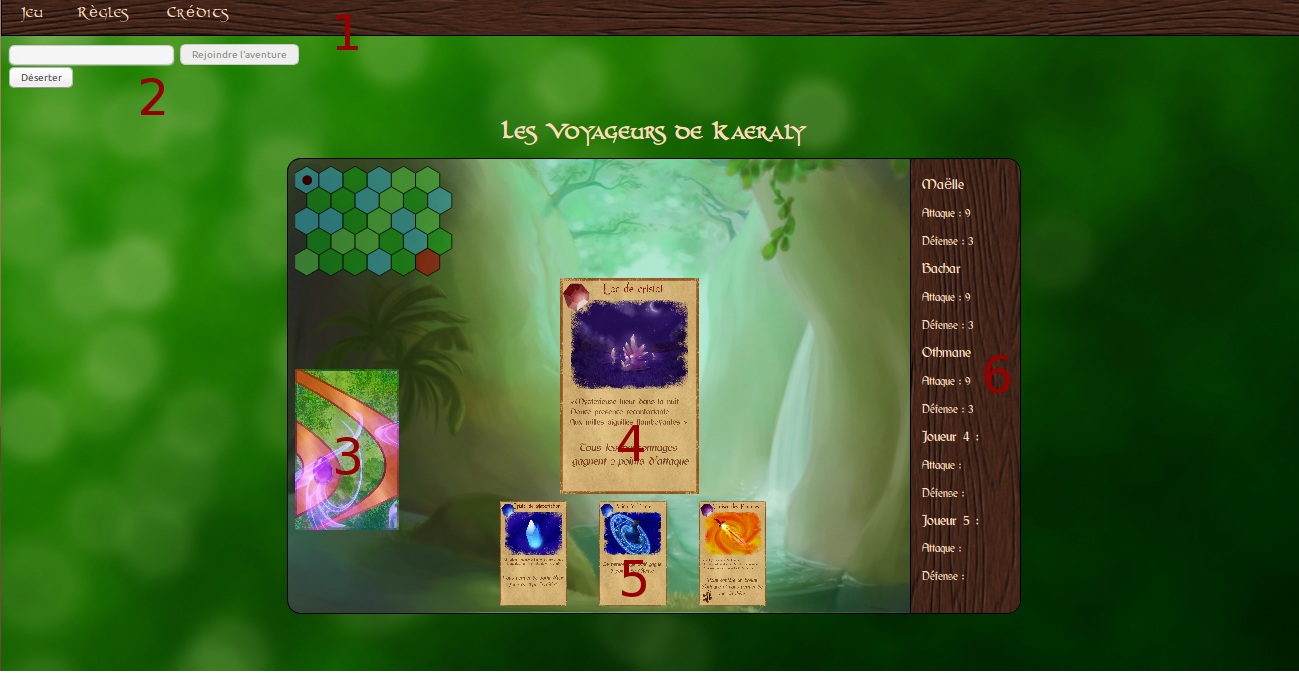 Jeu Règles Crédits
1
Rejoindre l'aventure
Déserter
2
Les Voyageurs de Kaeraly
Maëlle
Attaque : 9
Défense : 3
Bachar
Attaque : 9
Défense : 3
Othmane
Attaque : 9
Défense : 3
Joueur 4 :
Attaque :
Défense :
Joueur 5 :
Attaque :
Défense :
6
3
Lac de cristal
«Mystérieuse lueur dans la nuit
Douce présence réconfortante
Aux milles aiguilles flamboyantes »
Tous les personnages
gagnent 2 points d'attaque
4
5